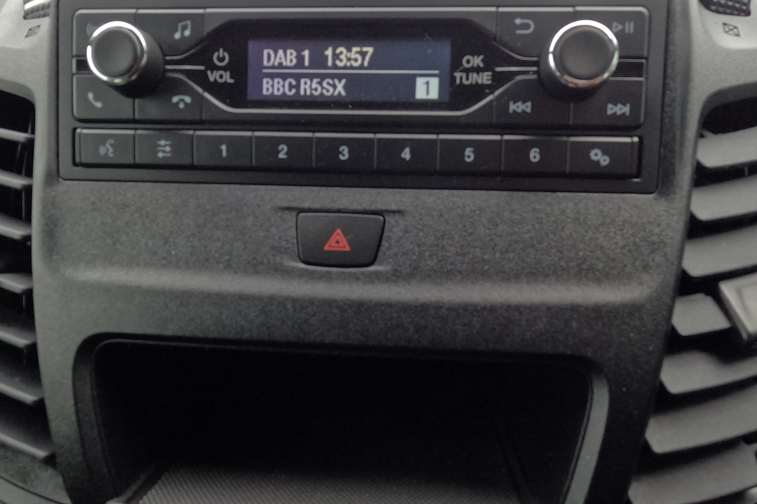 DAB 1 13:57
BBC R5SX 1
VOL
OK
TUNE
1 2 3 4 5 6